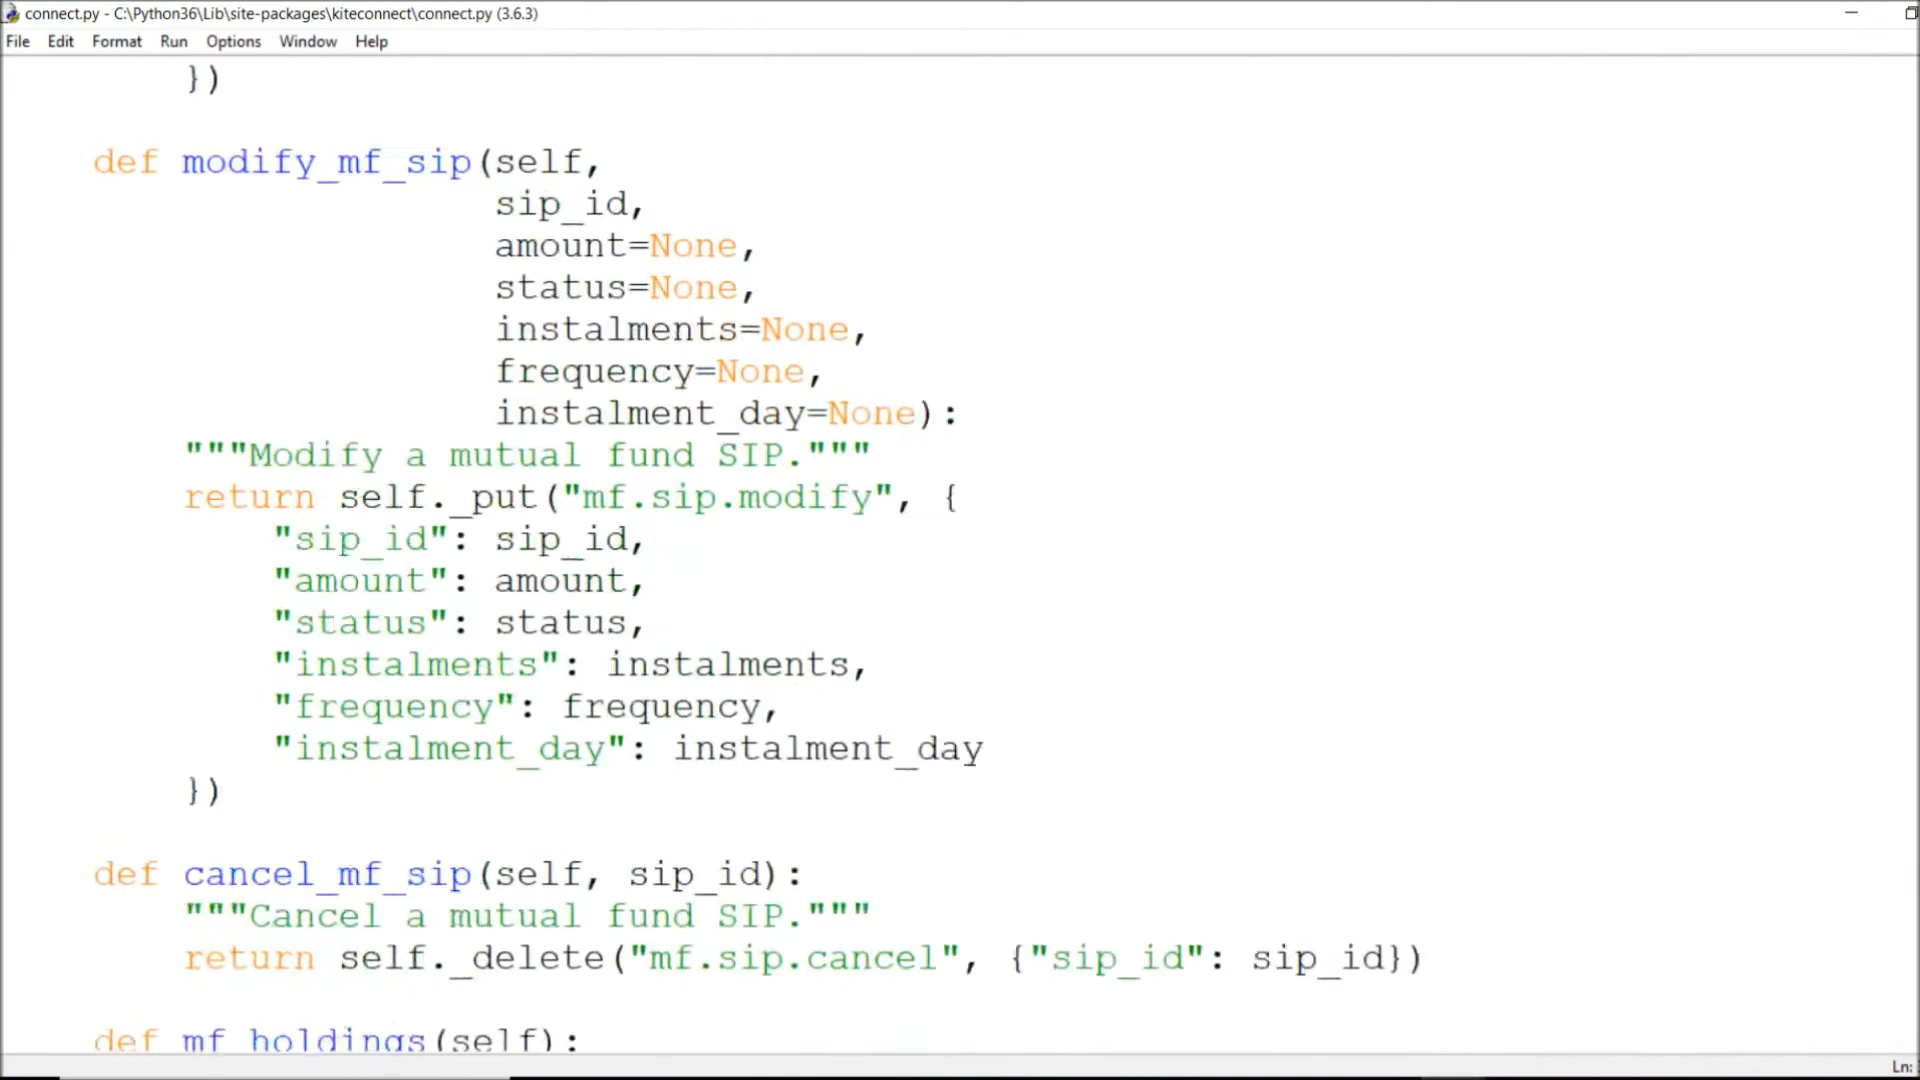 connect.py - C:\Python36\Lib\site-packages\kiteconnect\connect.py (3.6.3)
File Edit Format Run Options Window Help
})
def modify_mf_sip(self,
sip_id,
amount=None,
status=None,
instalments=None,
frequency=None,
instalment_day=None):
"""Modify a mutual fund SIP."""
return self._put("mf.sip.modify", {
"sip_id": sip_id,
"amount": amount,
"status": status,
"instalments": instalments,
"frequency": frequency,
"instalment_day": instalment_day
})
def cancel_mf_sip(self, sip_id):
"""Cancel a mutual fund SIP."""
return self._delete("mf.sip.cancel", {"sip_id": sip_id})
def mf_holdings(self):
Ln: